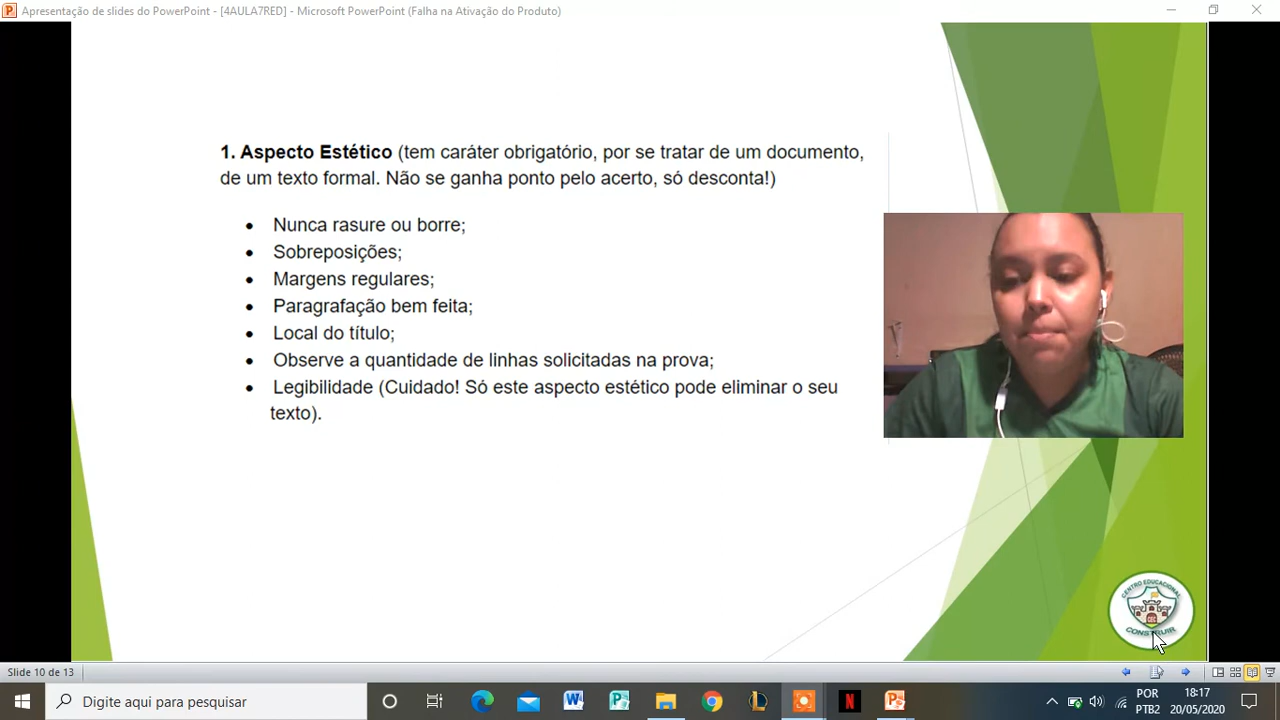 Apresentação de slides do PowerPoint - [4AULA7RED] - Microsoft PowerPoint (Falha na Ativação do Produto)
1. Aspecto Estético (tem caráter obrigatório, por se tratar de um documento,
de um texto formal. Não se ganha ponto pelo acerto, só desconta!)
• Nunca rasure ou borre;
• Sobreposições;
• Margens regulares;
• Paragrafação bem feita;
• Local do título;
• Observe a quantidade de linhas solicitadas na prova;
• Legibilidade (Cuidado! Só este aspecto estético pode eliminar o seu
texto).
CENTRO EDUCACIONAL
CEC
CONSTRUIR
Slide 10 de 13
Digite aqui para pesquisar
POR
PTB2
18:17
20/05/2020